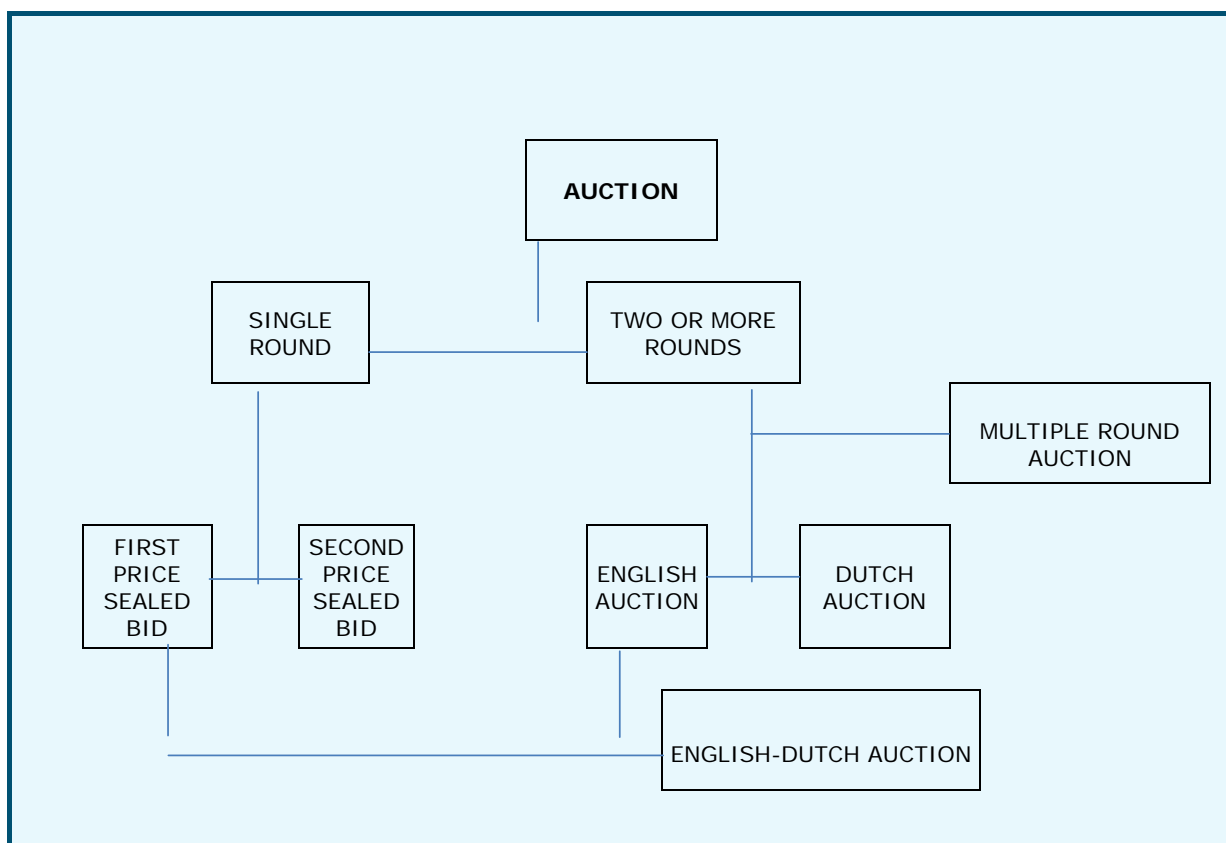 AUCTION
SINGLE
ROUND
TWO OR MORE
ROUNDS
MULTIPLE ROUND
AUCTION
FIRST
PRICE
SEALED
BID
SECOND
PRICE
SEALED
BID
ENGLISH
AUCTION
DUTCH
AUCTION
ENGLISH-DUTCH AUCTION